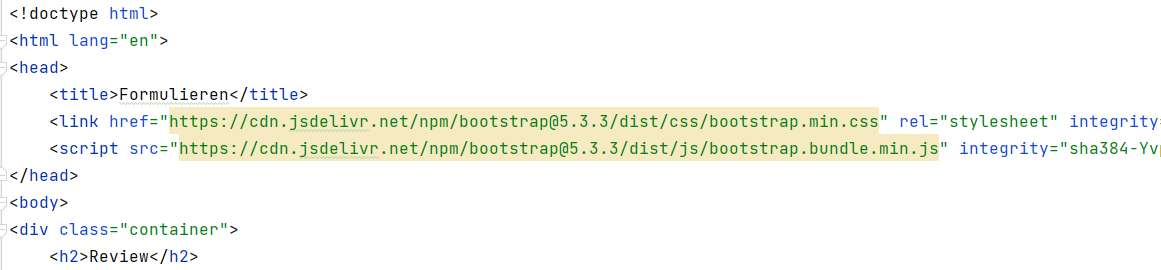 <!doctype html>
<html lang="en">
<head>
    <title>Formulieren</title>
    <link href="https://cdn.jsdelivr.net/npm/bootstrap@5.3.3/dist/css/bootstrap.min.css" rel="stylesheet" integrity=
    <script src="https://cdn.jsdelivr.net/npm/bootstrap@5.3.3/dist/js/bootstrap.bundle.min.js" integrity="sha384-Yvp
</head>
<body>
<div class="container">
    <h2>Review</h2>